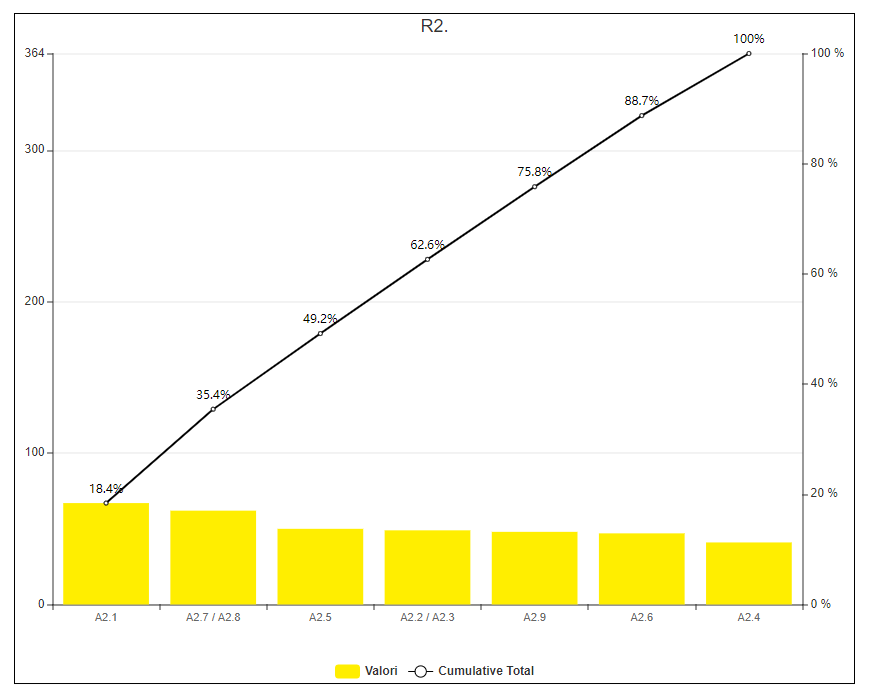 R2.
364
300
200
100
0
100 %
80 %
60 %
40 %
20 %
0 %
18.4%
35.4%
49.2%
62.6%
75.8%
88.7%
100%
A2.1
A2.7 / A2.8
A2.5
A2.2 / A2.3
A2.9
A2.6
A2.4
Valori
Cumulative Total